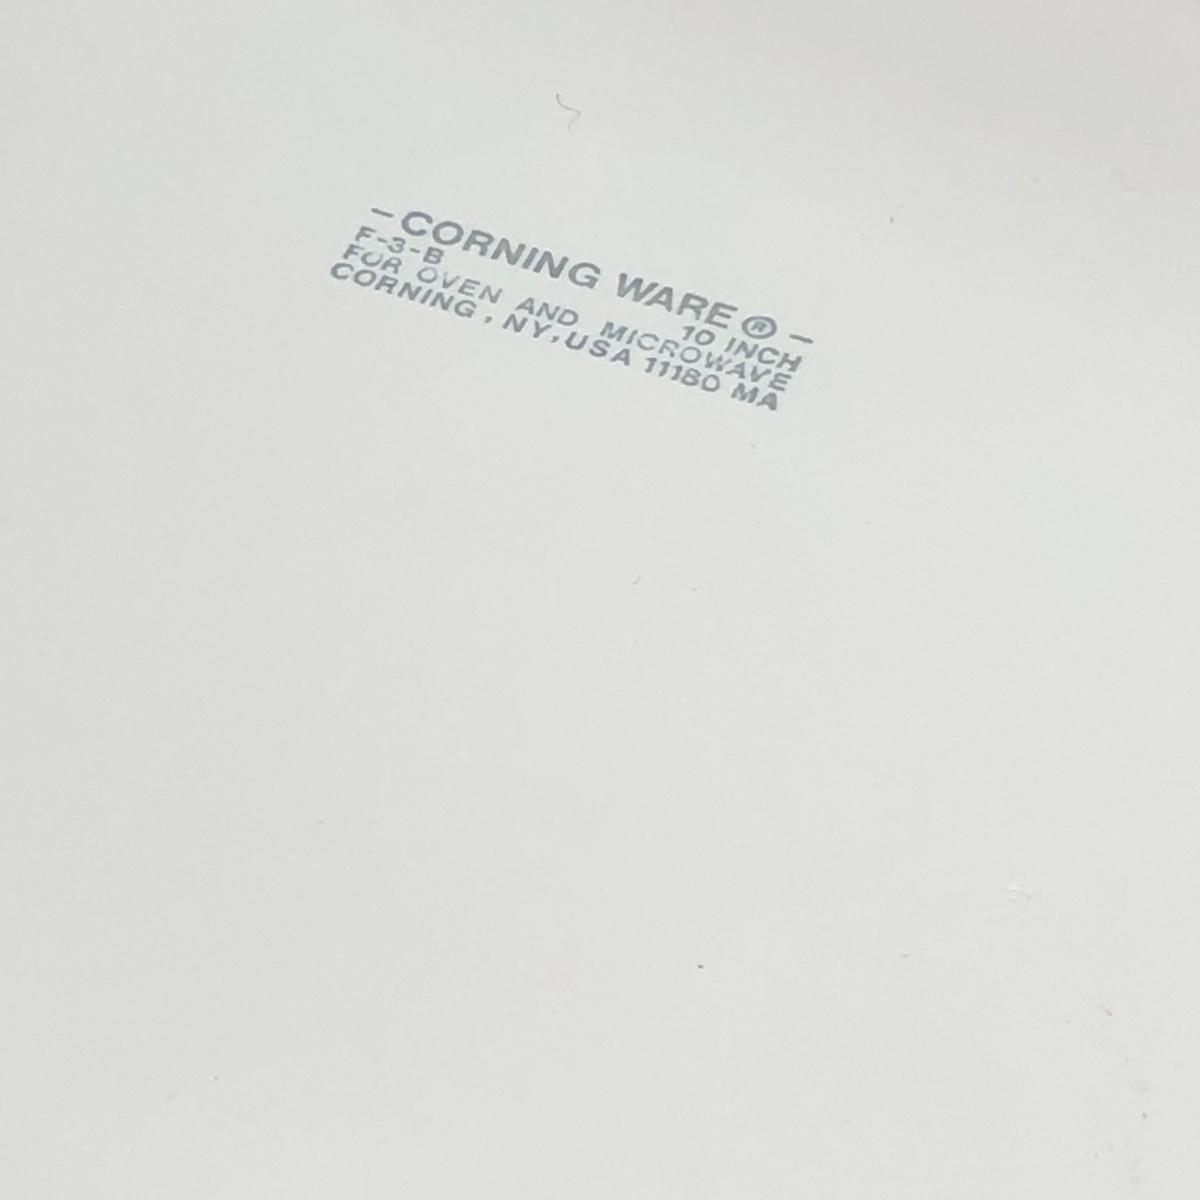 - CORNING WARE® -
F-3-B 10 INCH
FOR OVEN AND MICROWAVE
CORNING, NY, USA 11180 MA